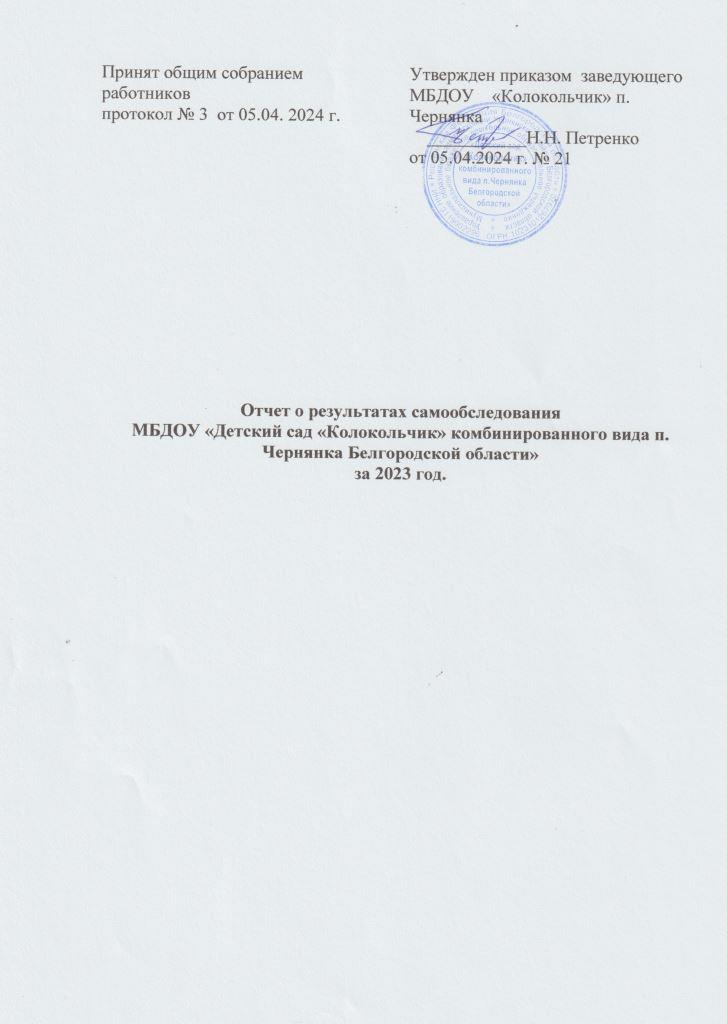 Принят общим собранием
работников
протокол № 3 от 05.04. 2024 г.
Утвержден приказом заведующего
МБДОУ «Колокольчик» п.
Чернянка
Н.Н. Петренко
от 05.04.2024 г. № 21
комбинированного
вида п.Чернянка
Белгородской
области»
Отчет о результатах самообследования
МБДОУ «Детский сад «Колокольчик» комбинированного вида п.
Чернянка Белгородской области»
за 2023 год.